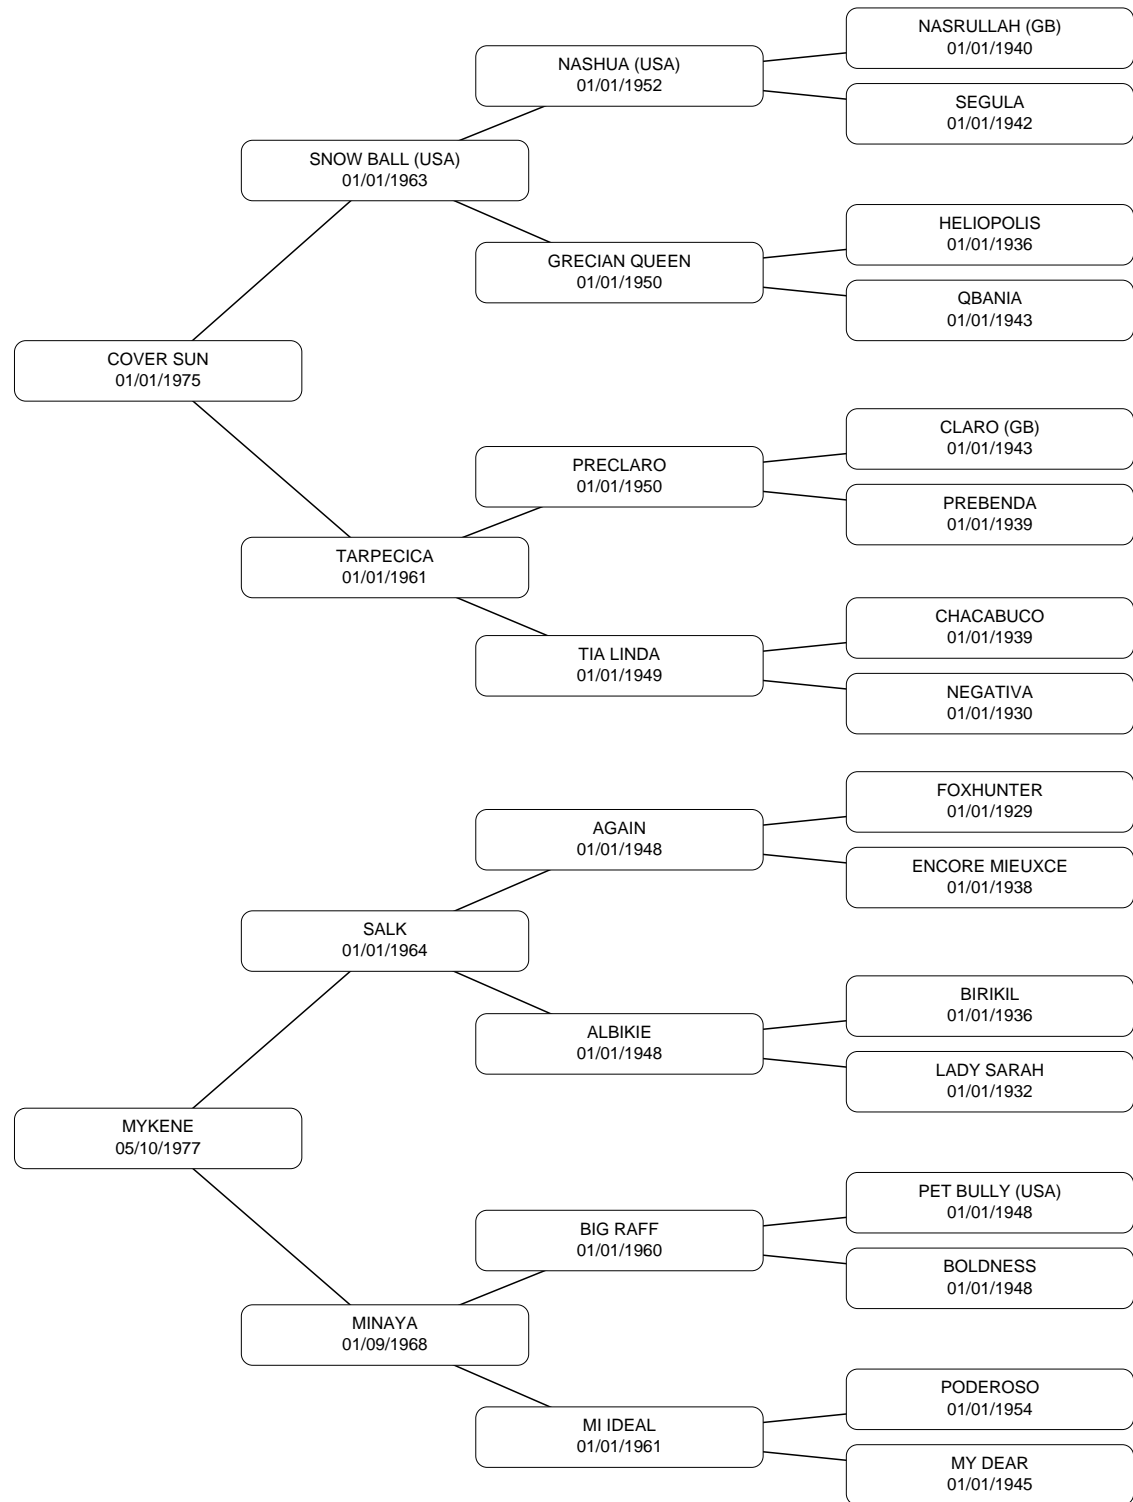 NASRULLAH (GB)
01/01/1940
NASHUA (USA)
01/01/1952
SEGULA
01/01/1942
SNOW BALL (USA)
01/01/1963
HELIOPOLIS
01/01/1936
GRECIAN QUEEN
01/01/1950
QBANIA
01/01/1943
COVER SUN
01/01/1975
CLARO (GB)
01/01/1943
PRECLARO
01/01/1950
PREBENDA
01/01/1939
TARPECICA
01/01/1961
CHACABUCO
01/01/1939
TIA LINDA
01/01/1949
NEGATIVA
01/01/1930
FOXHUNTER
01/01/1929
AGAIN
01/01/1948
ENCORE MIEUXCE
01/01/1938
SALK
01/01/1964
BIRIKIL
01/01/1936
ALBIKIE
01/01/1948
LADY SARAH
01/01/1932
MYKENE
05/10/1977
PET BULLY (USA)
01/01/1948
BIG RAFF
01/01/1960
BOLDNESS
01/01/1948
MINAYA
01/09/1968
PODEROSO
01/01/1954
MI IDEAL
01/01/1961
MY DEAR
01/01/1945